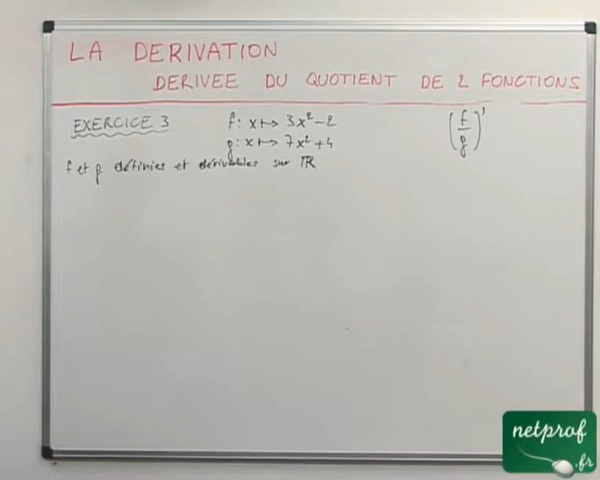 LA DERIVATION
DERIVEE DU QUOTIENT DE 2 FONCTIONS
EXERCICE 3 f: x ↦ 3x² - 2 (f/g)'
g: x ↦ 7x² + 4
f et g définies et dérivables sur ℝ
netprof
.fr